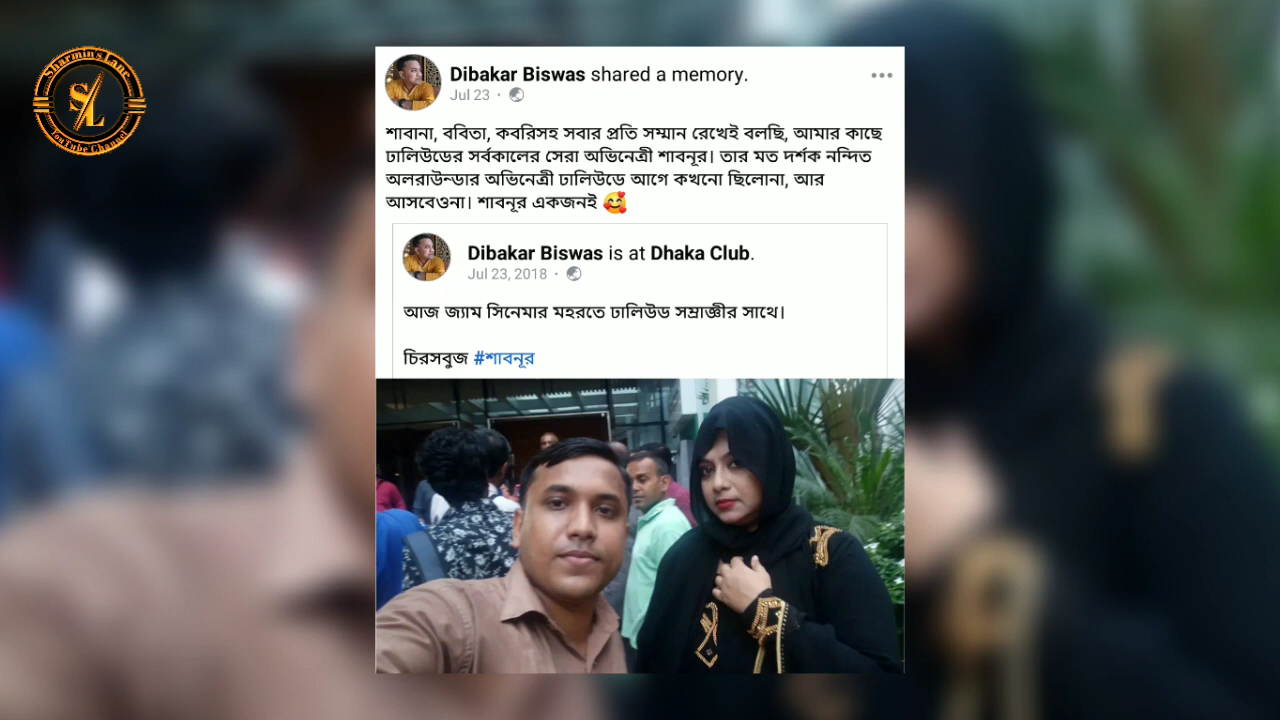 Sharmin's Lane
SL
YouTube Channel
Dibakar Biswas shared a memory.
Jul 23 ·
শাবানা, ববিতা, কবরিসহ সবার প্রতি সম্মান রেখেই বলছি, আমার কাছে
ঢালিউডের সর্বকালের সেরা অভিনেত্রী শাবনূর। তার মত দর্শক নন্দিত
অলরাউন্ডার অভিনেত্রী ঢালিউডে আগে কখনো ছিলোনা, আর
আসবেওনা। শাবনূর একজনই 🥰
Dibakar Biswas is at Dhaka Club.
Jul 23, 2018 ·
আজ জ্যাম সিনেমার মহরতে ঢালিউড সম্রাজ্ঞীর সাথে।
চিরসবুজ #শাবনূর